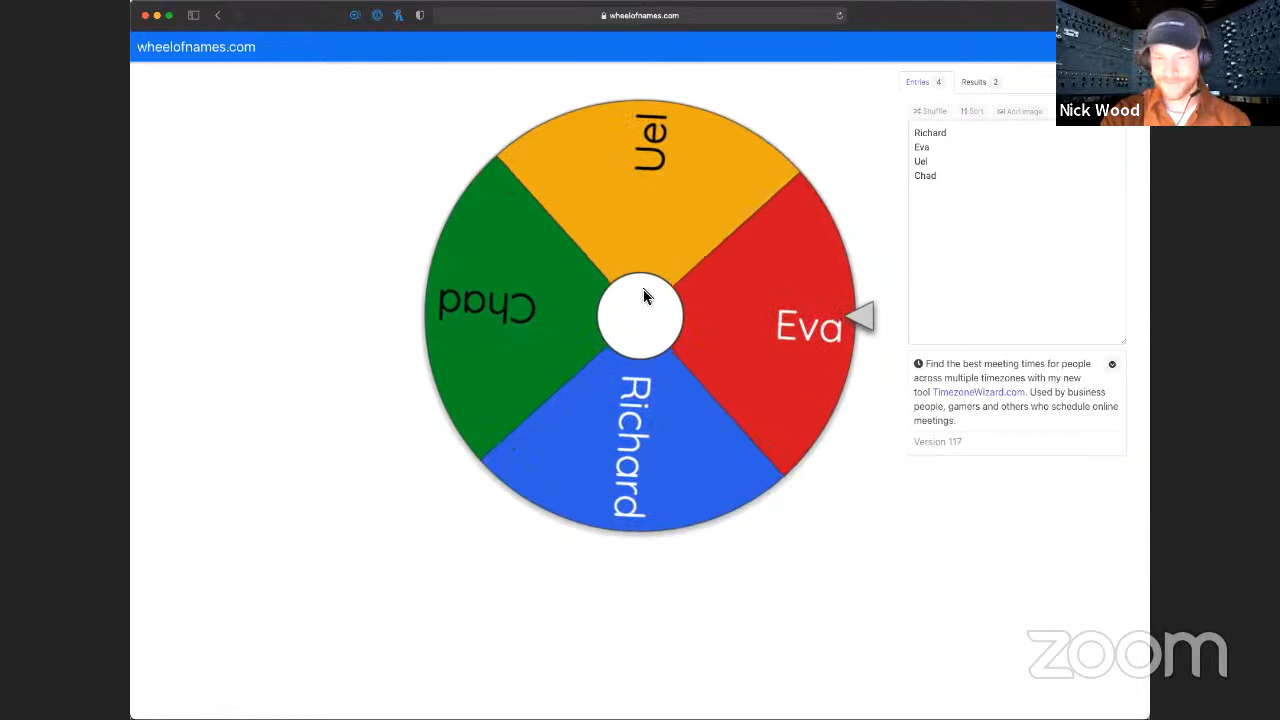 wheelofnames.com
wheelofnames.com
Entries 4
Results 2
Shuffle
Sort
Add image
Nick Wood
Richard
Eva
Uel
Chad
Uel
Chad
Eva
Richard
Find the best meeting times for people
across multiple timezones with my new
tool TimezoneWizard.com. Used by business
people, gamers and others who schedule online
meetings.
Version 117
zoom